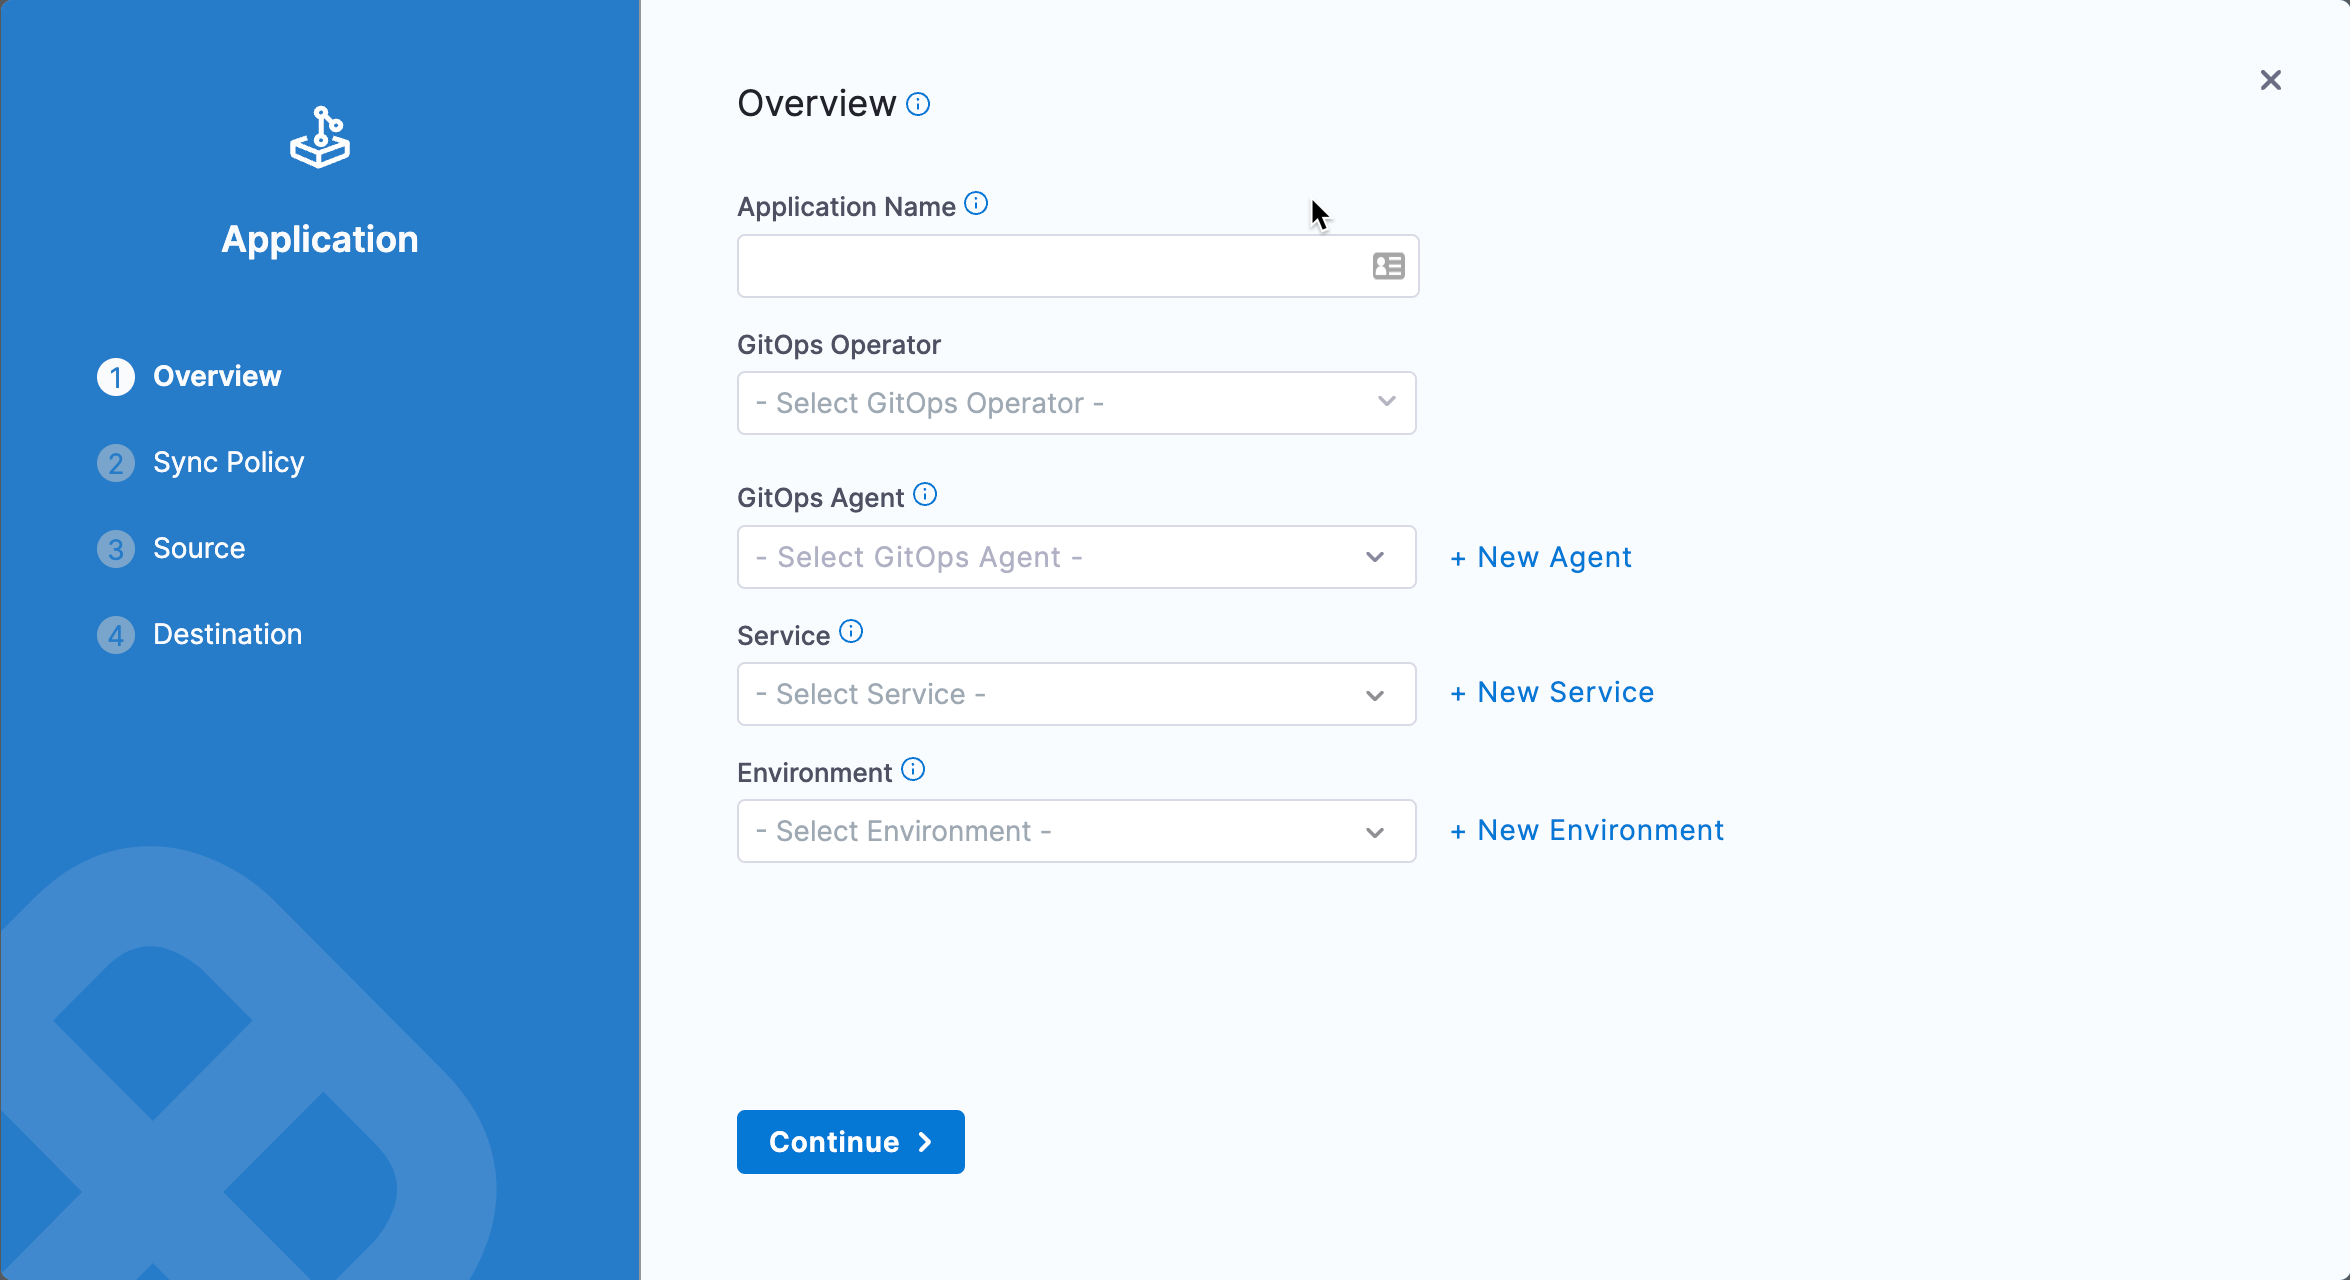 Application
1 Overview
2 Sync Policy
3 Source
4 Destination
Overview
Application Name
GitOps Operator
- Select GitOps Operator -
GitOps Agent
- Select GitOps Agent -
+ New Agent
Service
- Select Service -
+ New Service
Environment
- Select Environment -
+ New Environment
Continue